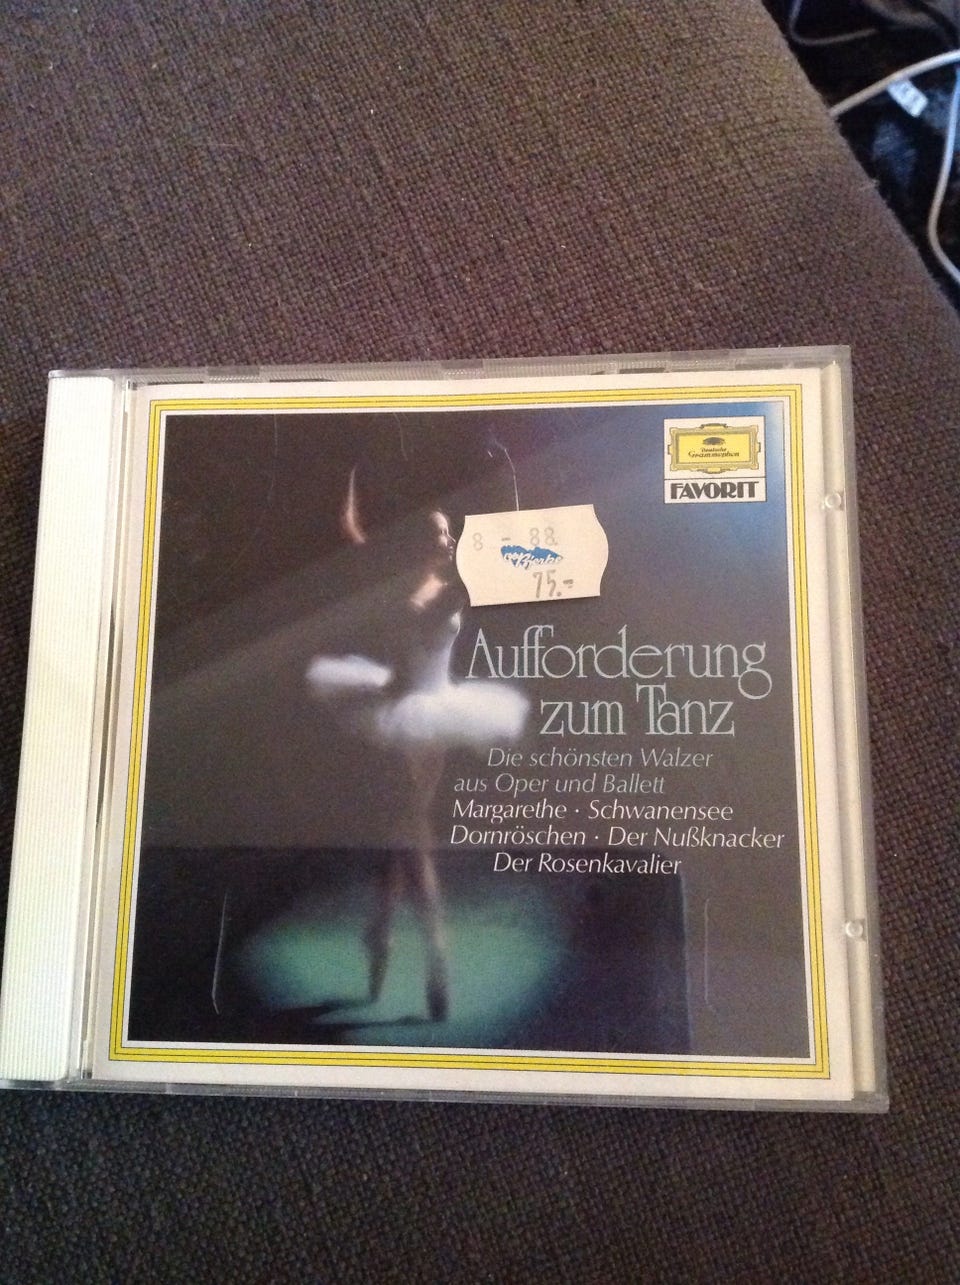 Deutsche
Grammophon
FAVORIT
8 - 88
75.-
Aufforderung
zum Tanz
Die schönsten Walzer
aus Oper und Ballett
Margarethe · Schwanensee
Dornröschen · Der Nußknacker
Der Rosenkavalier